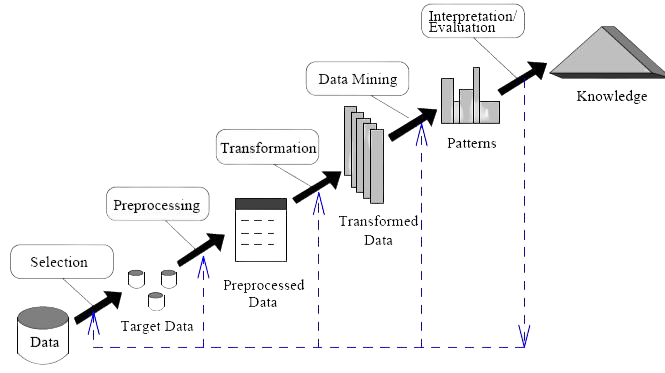 Interpretation/
Evaluation
Knowledge
Data Mining
Patterns
Transformation
Transformed
Data
Preprocessing
Preprocessed
Data
Selection
Target Data
Data